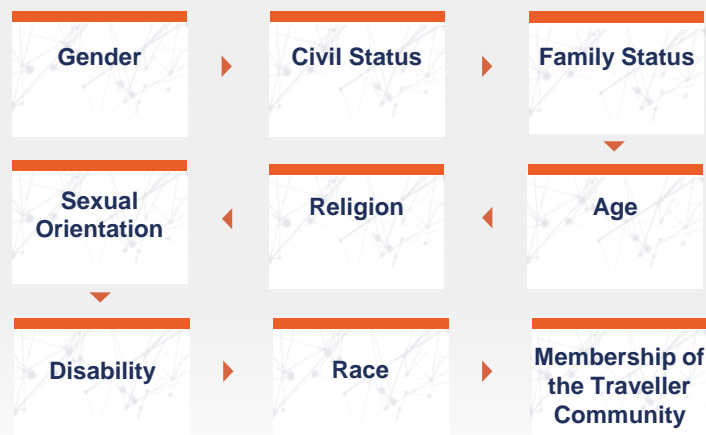 Gender
Civil Status
Family Status
Age
Religion
Sexual
Orientation
Disability
Race
Membership of
the Traveller
Community